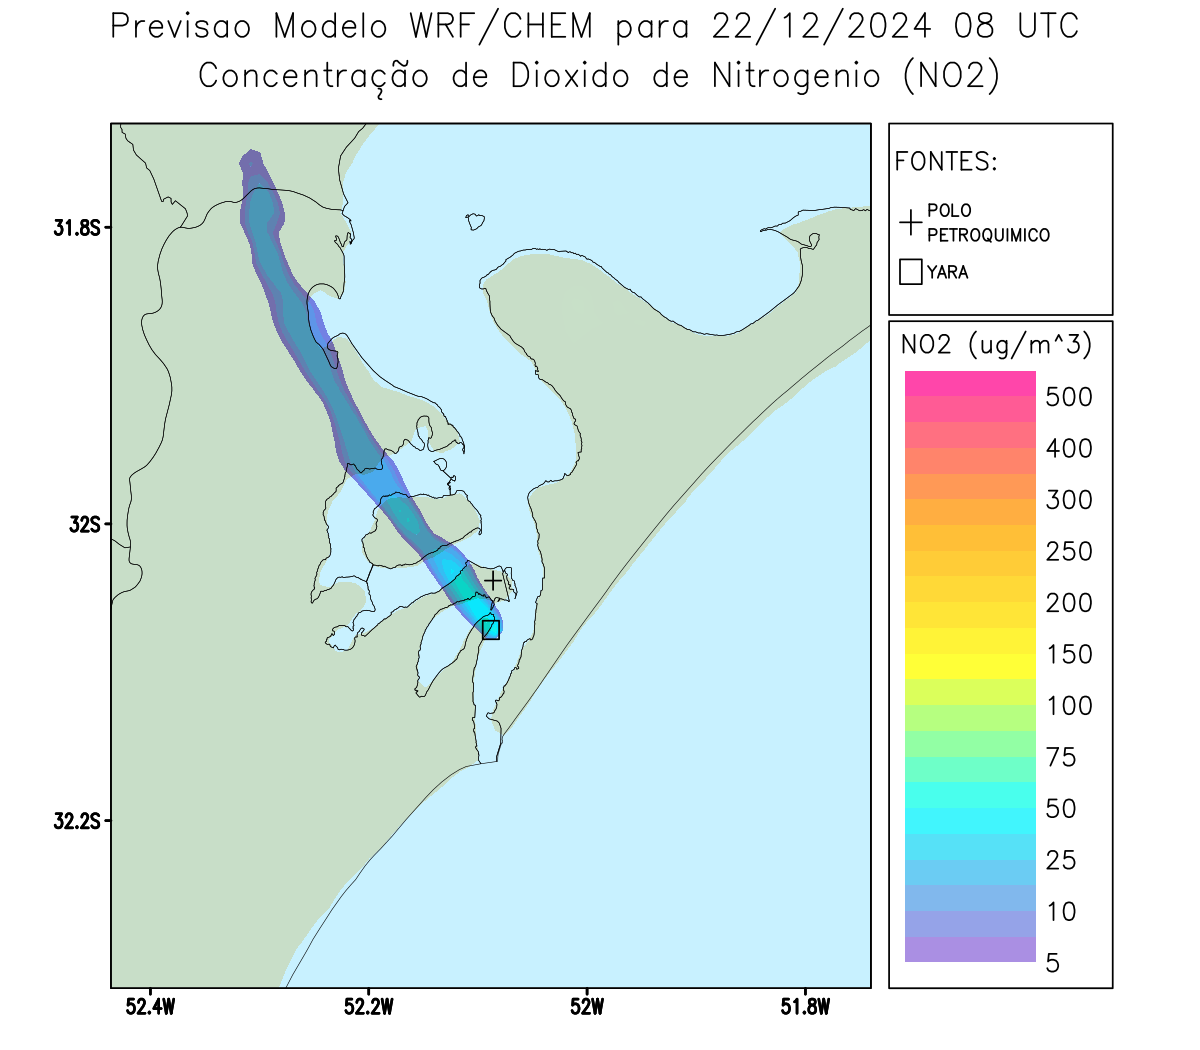 Previsao Modelo WRF/CHEM para 22/12/2024 08 UTC
Concentração de Dioxido de Nitrogenio (NO2)
FONTES:
POLO
PETROQUIMICO
YARA
NO2 (ug/m^3)
500
400
300
250
200
150
100
75
50
25
10
5
31.8S
32S
32.2S
52.4W
52.2W
52W
51.8W